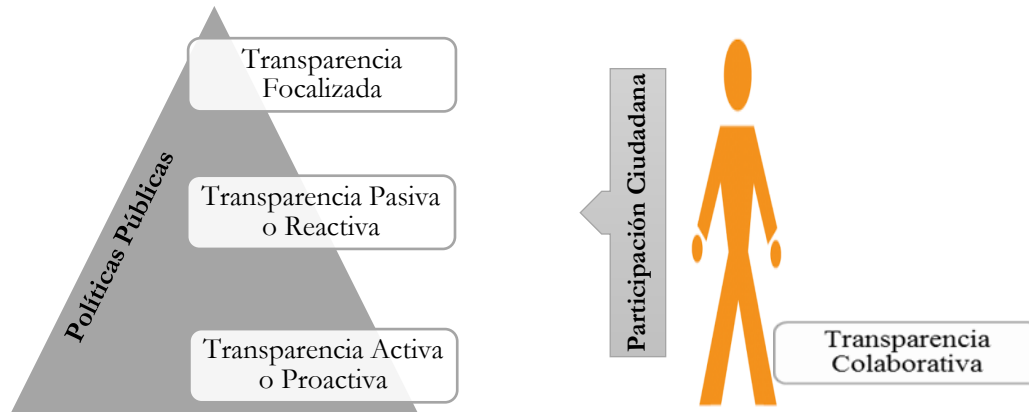 Transparencia
Focalizada
Políticas Públicas
Transparencia Pasiva
o Reactiva
Transparencia Activa
o Proactiva
Participación Ciudadana
Transparencia
Colaborativa